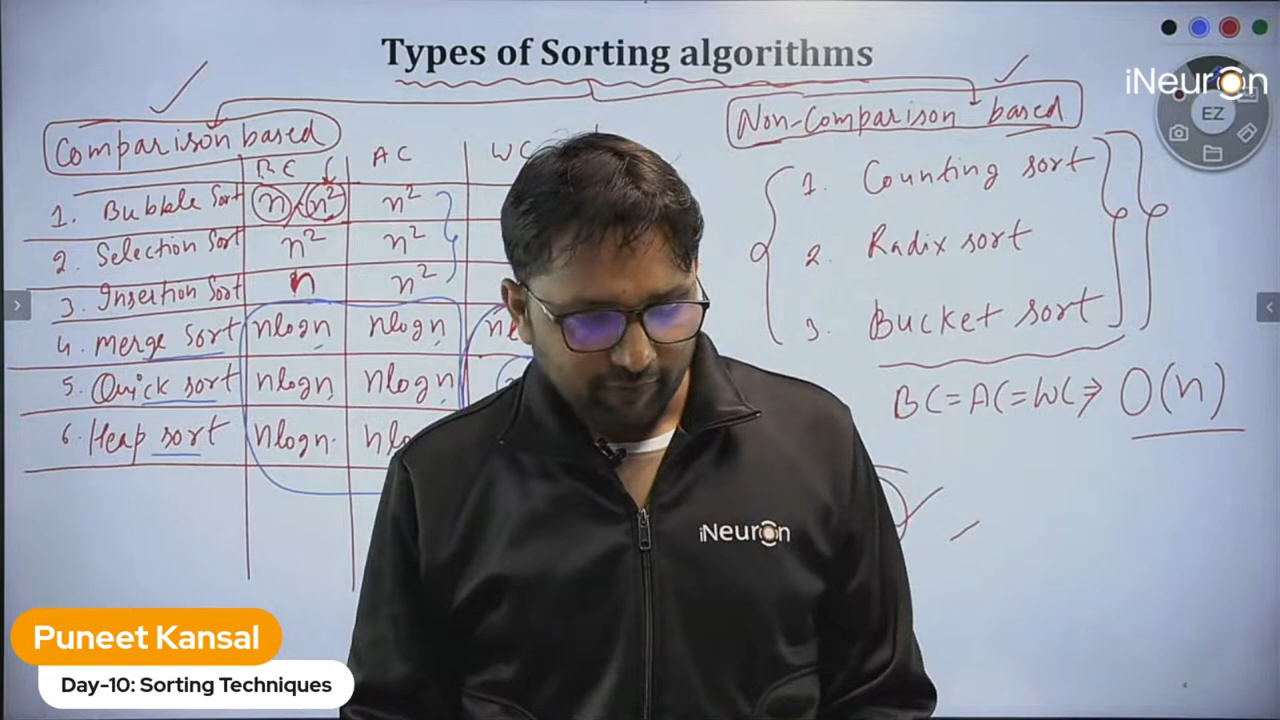 Types of Sorting algorithms
iNeuron
EZ
Comparison based
Non-Comparison based
BC AC WC
1. Bubble Sort n n² n²
2. Selection Sort n² n²
3. Insertion Sort n n²
4. merge sort nlogn nlogn
5. Quick sort nlogn nlogn
6. Heap sort nlogn
1. Counting sort
2. Radix sort
3. Bucket sort
BC=AC=WC⇒ O(n)
iNeuron
Puneet Kansal
Day-10: Sorting Techniques